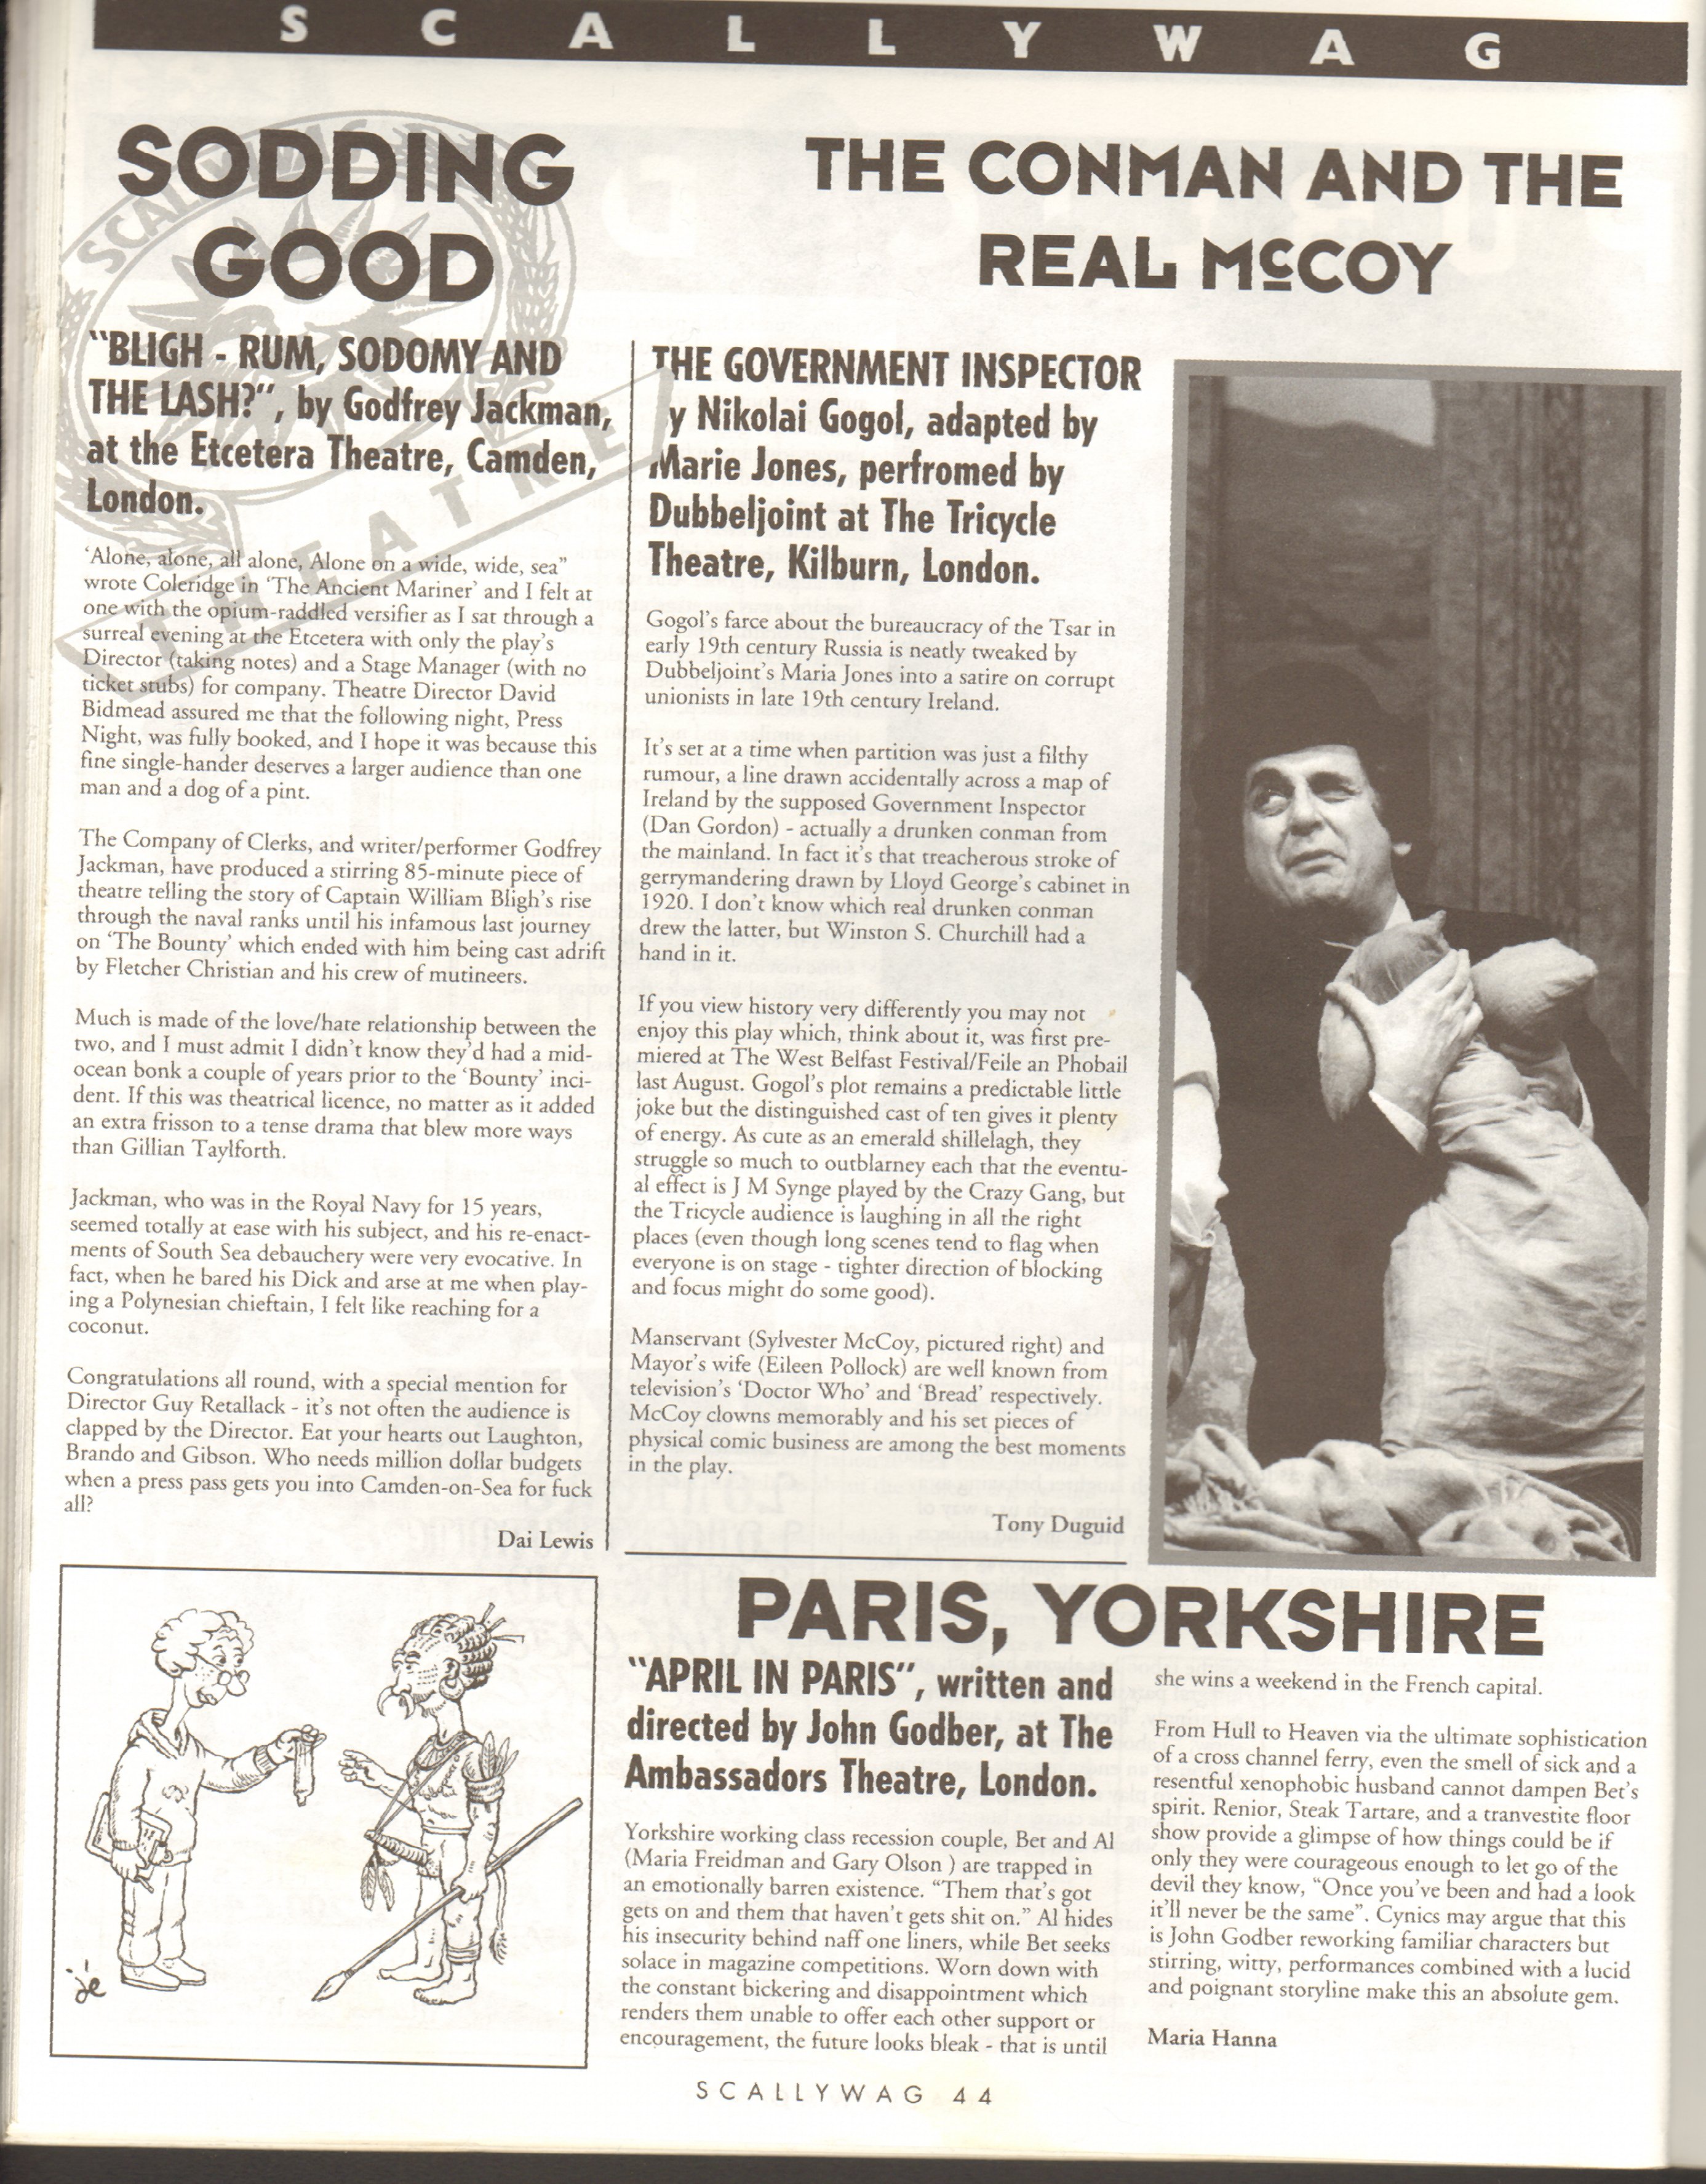 SCALLYWAG
SODDING
GOOD
"BLIGH - RUM, SODOMY AND
THE LASH?", by Godfrey Jackman,
at the Etcetera Theatre, Camden,
London.
SCALLYWAG
THEATRE
'Alone, alone, all alone, Alone on a wide, wide, sea"
wrote Coleridge in 'The Ancient Mariner' and I felt at
one with the opium-raddled versifier as I sat through a
surreal evening at the Etcetera with only the play's
Director (taking notes) and a Stage Manager (with no
ticket stubs) for company. Theatre Director David
Bidmead assured me that the following night, Press
Night, was fully booked, and I hope it was because this
fine single-hander deserves a larger audience than one
man and a dog of a pint.
The Company of Clerks, and writer/performer Godfrey
Jackman, have produced a stirring 85-minute piece of
theatre telling the story of Captain William Bligh's rise
through the naval ranks until his infamous last journey
on 'The Bounty' which ended with him being cast adrift
by Fletcher Christian and his crew of mutineers.
Much is made of the love/hate relationship between the
two, and I must admit I didn't know they'd had a mid-
ocean bonk a couple of years prior to the 'Bounty' inci-
dent. If this was theatrical licence, no matter as it added
an extra frisson to a tense drama that blew more ways
than Gillian Taylforth.
Jackman, who was in the Royal Navy for 15 years,
seemed totally at ease with his subject, and his re-enact-
ments of South Sea debauchery were very evocative. In
fact, when he bared his Dick and arse at me when play-
ing a Polynesian chieftain, I felt like reaching for a
coconut.
Congratulations all round, with a special mention for
Director Guy Retallack - it's not often the audience is
clapped by the Director. Eat your hearts out Laughton,
Brando and Gibson. Who needs million dollar budgets
when a press pass gets you into Camden-on-Sea for fuck
all?
Dai Lewis
je
THE CONMAN AND THE
REAL McCOY
THE GOVERNMENT INSPECTOR
y Nikolai Gogol, adapted by
Marie Jones, perfromed by
Dubbeljoint at The Tricycle
Theatre, Kilburn, London.
Gogol's farce about the bureaucracy of the Tsar in
early 19th century Russia is neatly tweaked by
Dubbeljoint's Maria Jones into a satire on corrupt
unionists in late 19th century Ireland.
It's set at a time when partition was just a filthy
rumour, a line drawn accidentally across a map of
Ireland by the supposed Government Inspector
(Dan Gordon) - actually a drunken conman from
the mainland. In fact it's that treacherous stroke of
gerrymandering drawn by Lloyd George's cabinet in
1920. I don't know which real drunken conman
drew the latter, but Winston S. Churchill had a
hand in it.
If you view history very differently you may not
enjoy this play which, think about it, was first pre-
miered at The West Belfast Festival/Feile an Phobail
last August. Gogol's plot remains a predictable little
joke but the distinguished cast of ten gives it plenty
of energy. As cute as an emerald shillelagh, they
struggle so much to outblarney each that the eventu-
al effect is J M Synge played by the Crazy Gang, but
the Tricycle audience is laughing in all the right
places (even though long scenes tend to flag when
everyone is on stage - tighter direction of blocking
and focus might do some good).
Manservant (Sylvester McCoy, pictured right) and
Mayor's wife (Eileen Pollock) are well known from
television's 'Doctor Who' and 'Bread' respectively.
McCoy clowns memorably and his set pieces of
physical comic business are among the best moments
in the play.
Tony Duguid
PARIS, YORKSHIRE
"APRIL IN PARIS", written and
directed by John Godber, at The
Ambassadors Theatre, London.
Yorkshire working class recession couple, Bet and Al
(Maria Freidman and Gary Olson ) are trapped in
an emotionally barren existence. "Them that's got
gets on and them that haven't gets shit on." Al hides
his insecurity behind naff one liners, while Bet seeks
solace in magazine competitions. Worn down with
the constant bickering and disappointment which
renders them unable to offer each other support or
encouragement, the future looks bleak - that is until
she wins a weekend in the French capital.
From Hull to Heaven via the ultimate sophistication
of a cross channel ferry, even the smell of sick and a
resentful xenophobic husband cannot dampen Bet's
spirit. Renior, Steak Tartare, and a tranvestite floor
show provide a glimpse of how things could be if
only they were courageous enough to let go of the
devil they know, "Once you've been and had a look
it'll never be the same". Cynics may argue that this
is John Godber reworking familiar characters but
stirring, witty, performances combined with a lucid
and poignant storyline make this an absolute gem.
Maria Hanna
SCALLYWAG 44